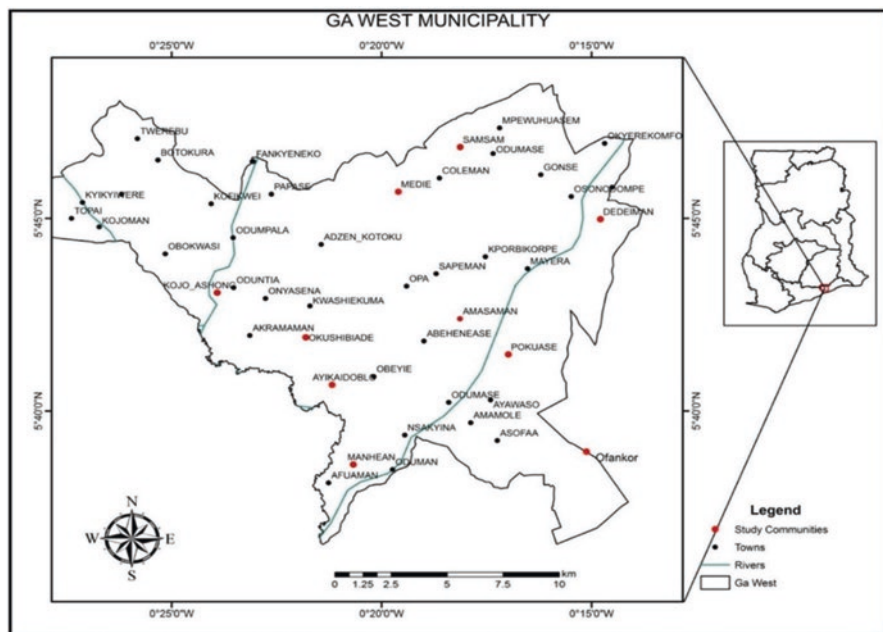 GA WEST MUNICIPALITY
0°25'0"W 0°20'0"W 0°15'0"W
MPEWUHUASEM
TWEREBU
OKYEREKOMFO
SAMSAM
ODUMASE
BOTOKURA
FANKYENEKO
COLEMAN
GONSE
MEDIE
KYIKYIWERE
KOFIKWEI
PAPASE
OSONODOMPE
TOPAI
DEDEIMAN
5°45'0"N 5°45'0"N
KOJOMAN
ODUMPALA
ADZEN_KOTOKU
OBOKWASI
KPORBIKORPE
MAYERA
SAPEMAN
KOJO_ASHONG
ODUNTIA
OPA
ONYASENA
KWASHIEKUMA
AMASAMAN
AKRAMAMAN
OKUSHIBIADE
ABEHENEASE
POKUASE
OBEYIE
AYIKAIDOBLO
ODUMASE
AYAWASO
5°40'0"N 5°40'0"N
AMAMOLE
NSAKYINA
ASOFAA
MANHEAN
ODUMAN
Ofankor
AFUAMAN
Legend
Study Communities
Towns
Rivers
Ga West
N
W E
S
km
0 1.25 2.5 5 7.5 10
0°25'0"W 0°20'0"W 0°15'0"W